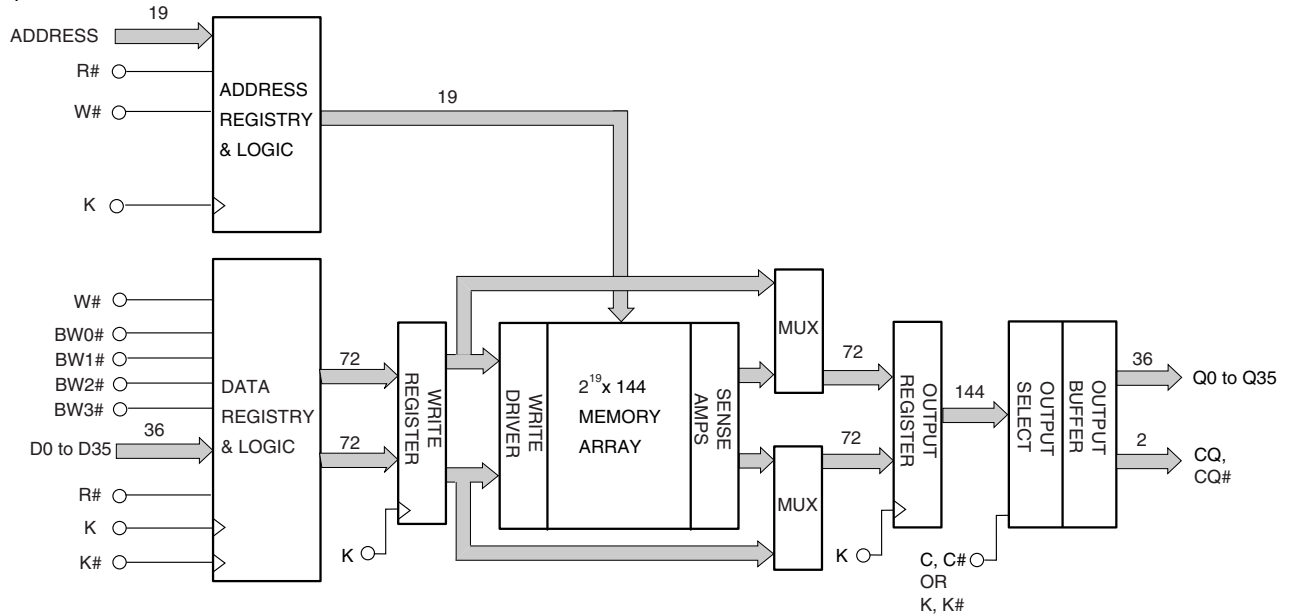 19
ADDRESS
R#
W#
K
ADDRESS
REGISTRY
& LOGIC
19
W#
BW0#
BW1#
BW2#
BW3#
D0 to D35
36
R#
K
K#
DATA
REGISTRY
& LOGIC
72
72
WRITE
REGISTER
K
WRITE
DRIVER
2^19 x 144
MEMORY
ARRAY
SENSE
AMPS
MUX
MUX
72
72
K
OUTPUT
REGISTER
144
OUTPUT
SELECT
OUTPUT
BUFFER
C, C#
OR
K, K#
36
Q0 to Q35
2
CQ,
CQ#